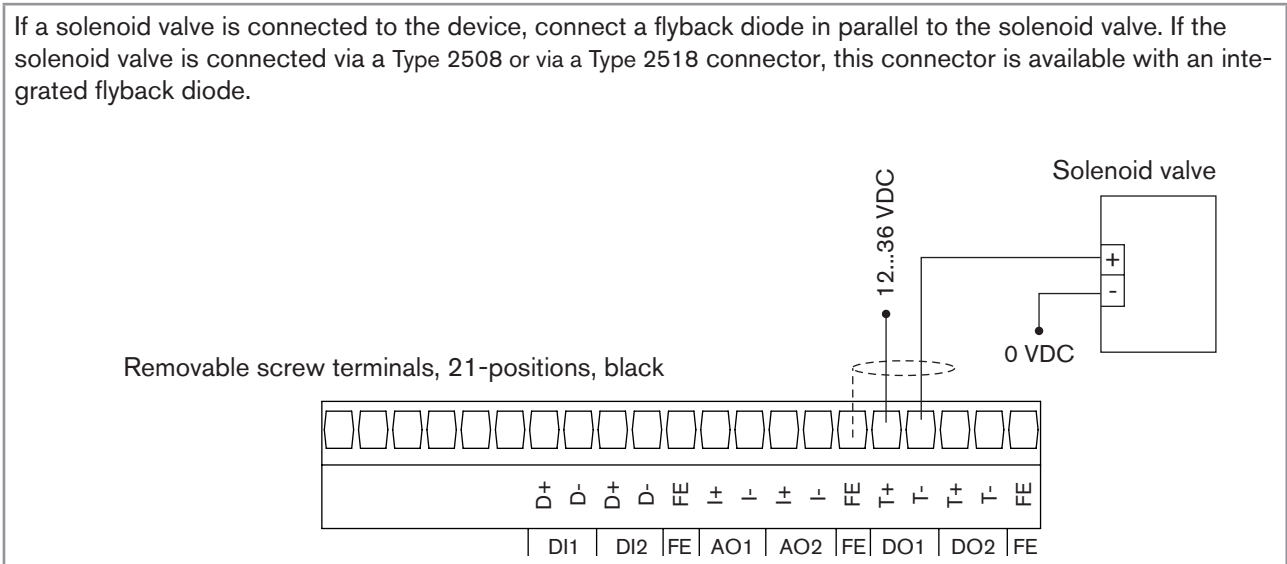 If a solenoid valve is connected to the device, connect a flyback diode in parallel to the solenoid valve. If the
solenoid valve is connected via a Type 2508 or via a Type 2518 connector, this connector is available with an inte-
grated flyback diode.
Solenoid valve
12...36 VDC
+
-
0 VDC
Removable screw terminals, 21-positions, black
D+ D- D+ D- FE I+ I- I+ I- FE T+ T- T+ T- FE
DI1 DI2 FE AO1 AO2 FE DO1 DO2 FE